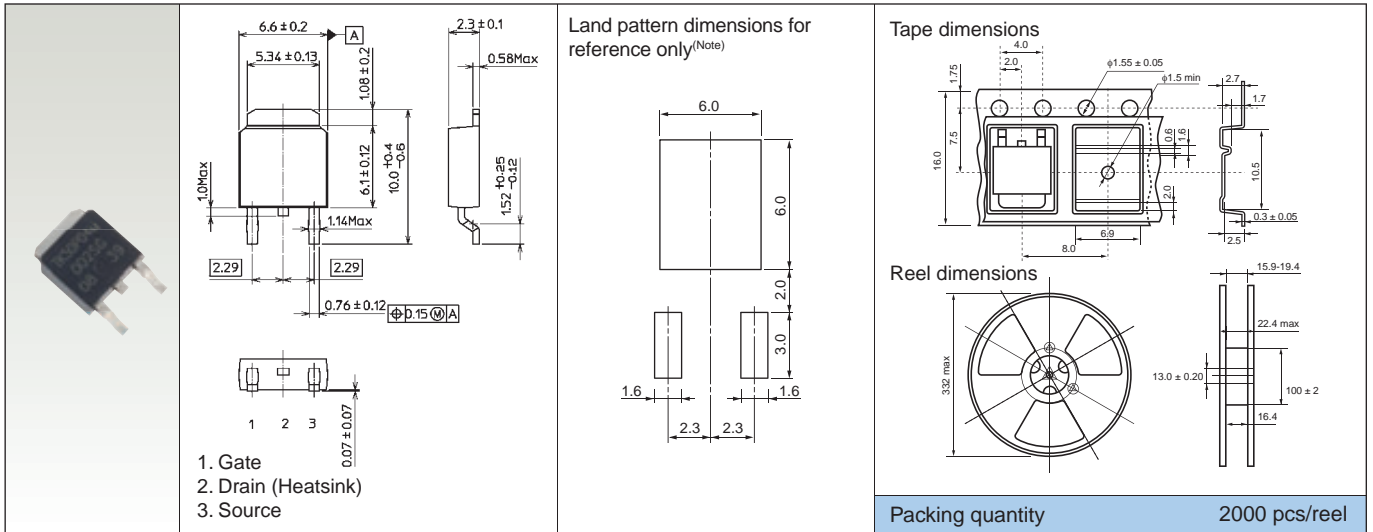 6.6 ± 0.2
A
5.34 ± 0.13
1.08 ± 0.2
10.0 +0.4 −0.6
6.1 ± 0.12
1.0Max
1.14Max
2.29
2.29
0.76 ± 0.12
⌖ 0.15 Ⓜ A
1 2 3
0.07 ± 0.07
2.3 ± 0.1
0.58Max
1.52 +0.25 −0.12
1. Gate
2. Drain (Heatsink)
3. Source
Land pattern dimensions for
reference only(Note)
6.0
6.0
2.0
3.0
1.6
1.6
2.3
2.3
Tape dimensions
4.0
2.0
φ1.55 ± 0.05
φ1.5 min
1.75
7.5
16.0
0.6
1.6
2.0
6.9
8.0
2.7
1.7
10.5
0.3 ± 0.05
2.5
Reel dimensions
332 max
15.9-19.4
22.4 max
13.0 ± 0.20
100 ± 2
16.4
Packing quantity 2000 pcs/reel